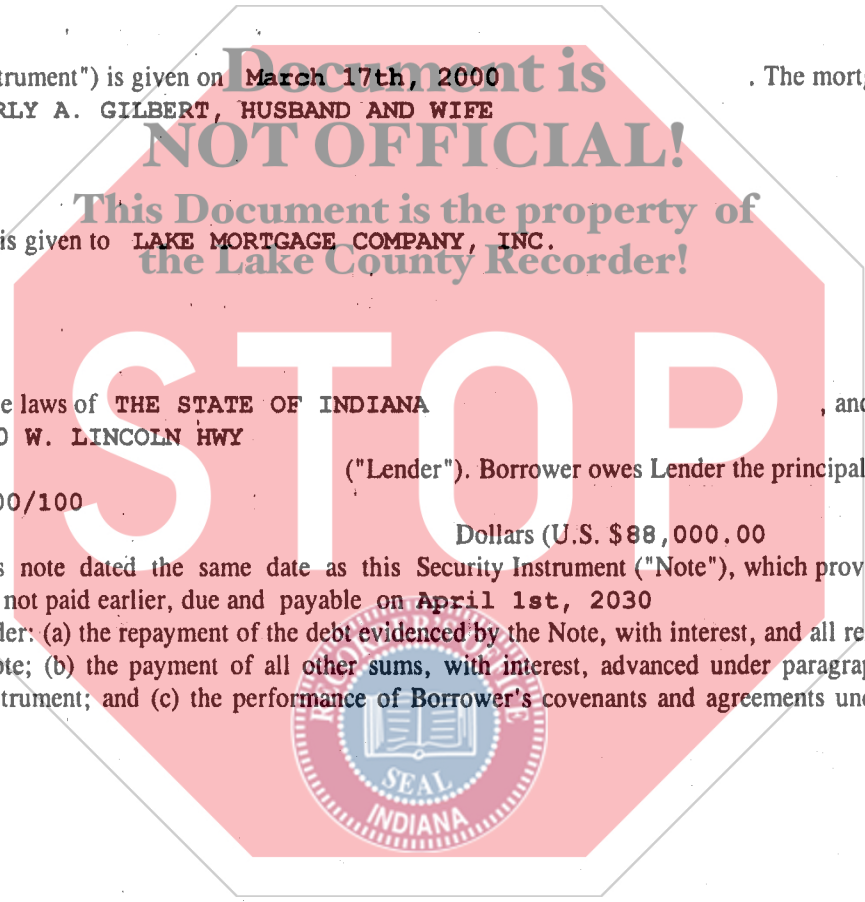 trument") is given on March 17th, 2000 . The mortg
RLY A. GILBERT, HUSBAND AND WIFE
Document is
NOT OFFICIAL!
This Document is the property of
the Lake County Recorder!
is given to LAKE MORTGAGE COMPANY, INC.
STOP
e laws of THE STATE OF INDIANA , and
0 W. LINCOLN HWY
("Lender"). Borrower owes Lender the principal
00/100
Dollars (U.S. $88,000.00
s note dated the same date as this Security Instrument ("Note"), which prov
not paid earlier, due and payable on April 1st, 2030
der: (a) the repayment of the debt evidenced by the Note, with interest, and all re
ote; (b) the payment of all other sums, with interest, advanced under paragrap
trument; and (c) the performance of Borrower's covenants and agreements und
RECORDER'S OFFICE
SEAL
INDIANA